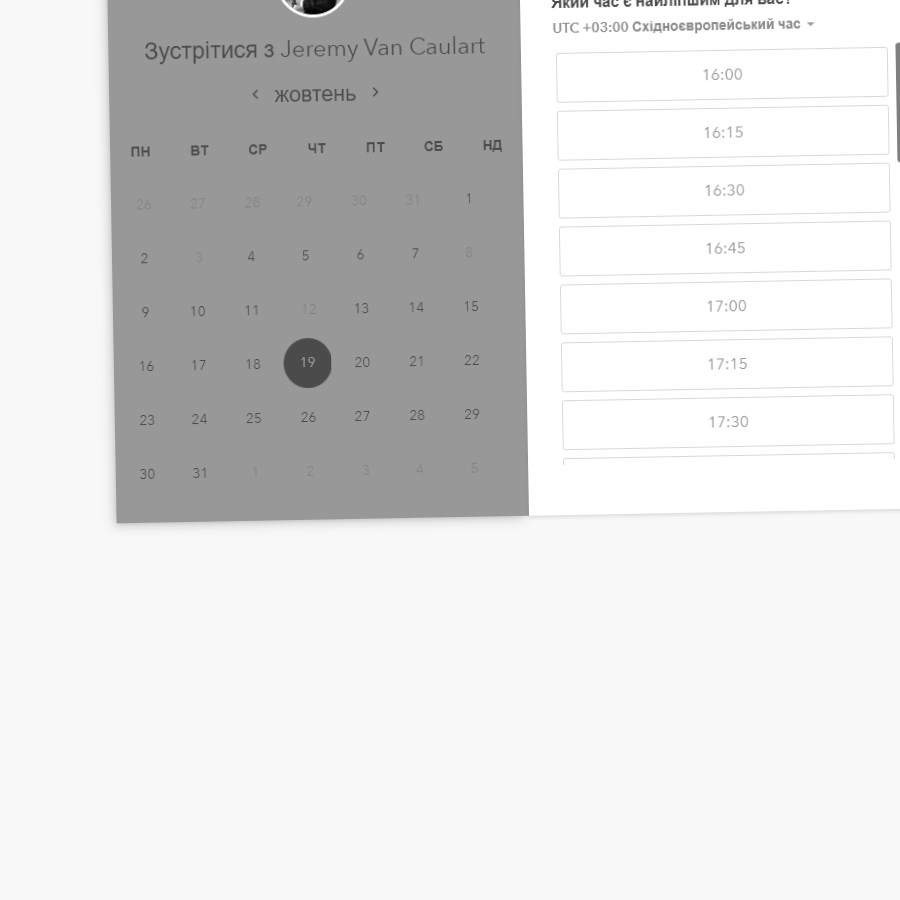 Зустрітися з Jeremy Van Caulart
‹ жовтень ›
ПН ВТ СР ЧТ ПТ СБ НД
26 27 28 29 30 31 1
2 3 4 5 6 7 8
9 10 11 12 13 14 15
16 17 18 19 20 21 22
23 24 25 26 27 28 29
30 31 1 2 3 4 5
Який час є найліпшим для вас?
UTC +03:00 Східноєвропейський час
16:00
16:15
16:30
16:45
17:00
17:15
17:30